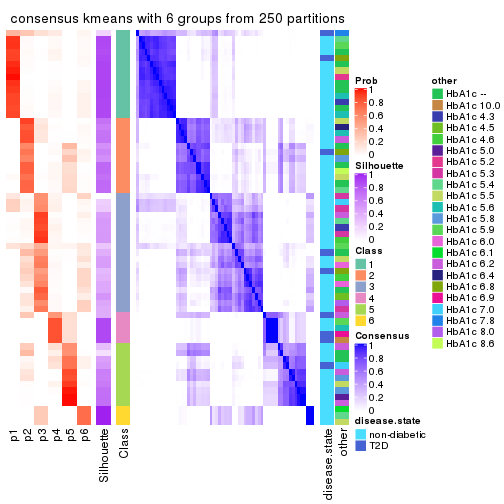 consensus kmeans with 6 groups from 250 partitions
p1
p2
p3
p4
p5
p6
Silhouette
Class
disease.state
other
Prob
1
0.8
0.6
0.4
0.2
0
Silhouette
1
0.8
0.6
0.4
0.2
0
Class
1
2
3
4
5
6
Consensus
1
0.8
0.6
0.4
0.2
0
disease.state
non-diabetic
T2D
other
HbA1c --
HbA1c 10.0
HbA1c 4.3
HbA1c 4.5
HbA1c 4.6
HbA1c 5.0
HbA1c 5.2
HbA1c 5.3
HbA1c 5.4
HbA1c 5.5
HbA1c 5.6
HbA1c 5.8
HbA1c 5.9
HbA1c 6.0
HbA1c 6.1
HbA1c 6.2
HbA1c 6.4
HbA1c 6.8
HbA1c 6.9
HbA1c 7.0
HbA1c 7.8
HbA1c 8.0
HbA1c 8.6